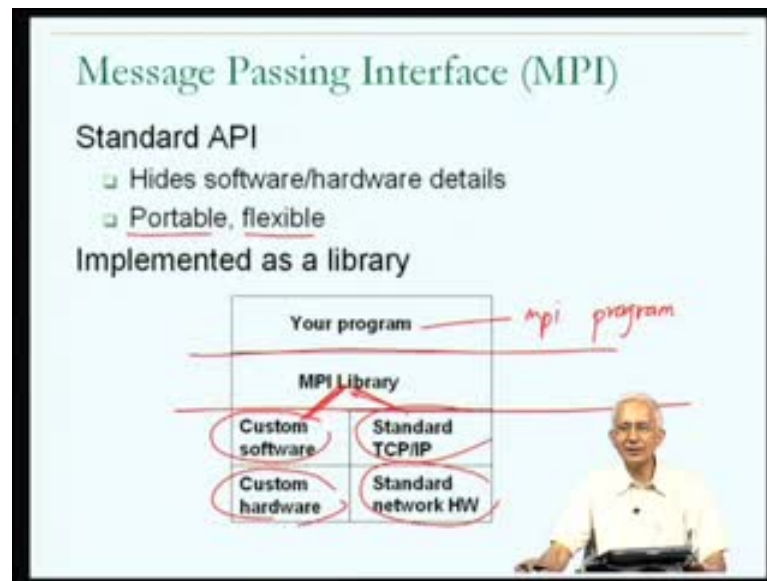 Message Passing Interface (MPI)
Standard API
Hides software/hardware details
Portable, flexible
Implemented as a library
Your program
mpi program
MPI Library
Custom software
Standard TCP/IP
Custom hardware
Standard network HW